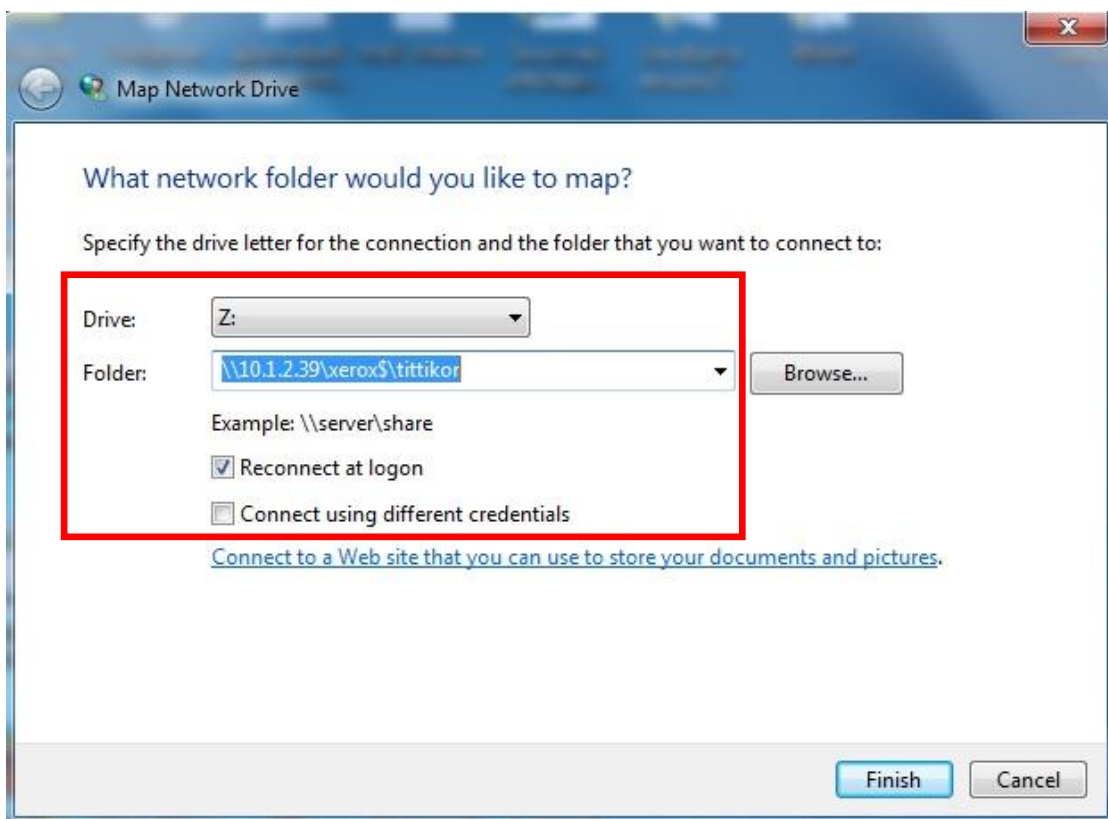 Map Network Drive
What network folder would you like to map?
Specify the drive letter for the connection and the folder that you want to connect to:
Drive: Z:
Folder: \\10.1.2.39\xerox$\tittikor Browse...
Example: \\server\share
Reconnect at logon
Connect using different credentials
Connect to a Web site that you can use to store your documents and pictures.
Finish Cancel